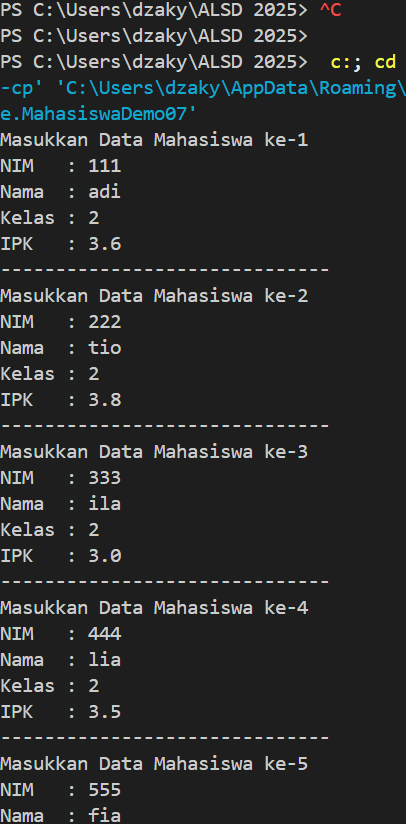 PS C:\Users\dzaky\ALSD 2025> ^C
PS C:\Users\dzaky\ALSD 2025>
PS C:\Users\dzaky\ALSD 2025>  c:; cd
-cp' 'C:\Users\dzaky\AppData\Roaming\
e.MahasiswaDemo07'
Masukkan Data Mahasiswa ke-1
NIM   : 111
Nama  : adi
Kelas : 2
IPK   : 3.6
------------------------------
Masukkan Data Mahasiswa ke-2
NIM   : 222
Nama  : tio
Kelas : 2
IPK   : 3.8
------------------------------
Masukkan Data Mahasiswa ke-3
NIM   : 333
Nama  : ila
Kelas : 2
IPK   : 3.0
------------------------------
Masukkan Data Mahasiswa ke-4
NIM   : 444
Nama  : lia
Kelas : 2
IPK   : 3.5
------------------------------
Masukkan Data Mahasiswa ke-5
NIM   : 555
Nama  : fia